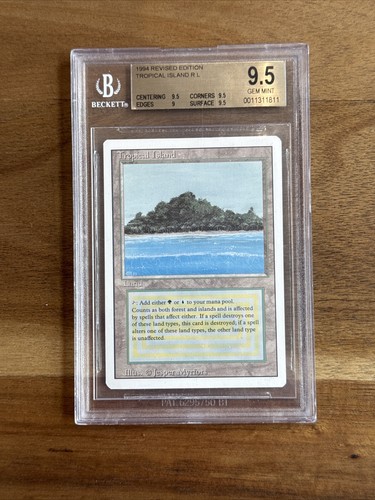 1994 REVISED EDITION
TROPICAL ISLAND R L
B
BECKETT
CENTERING 9.5 CORNERS 9.5
EDGES 9 SURFACE 9.5
9.5
GEM MINT
0011311811
Tropical Island
Land
: Add either or to your mana pool.
Counts as both forest and islands and is affected
by spells that affect either. If a spell destroys one
of these land types, this card is destroyed; if a spell
alters one of these land types, the other land type
is unaffected.
Illus. © Jesper Myrfors